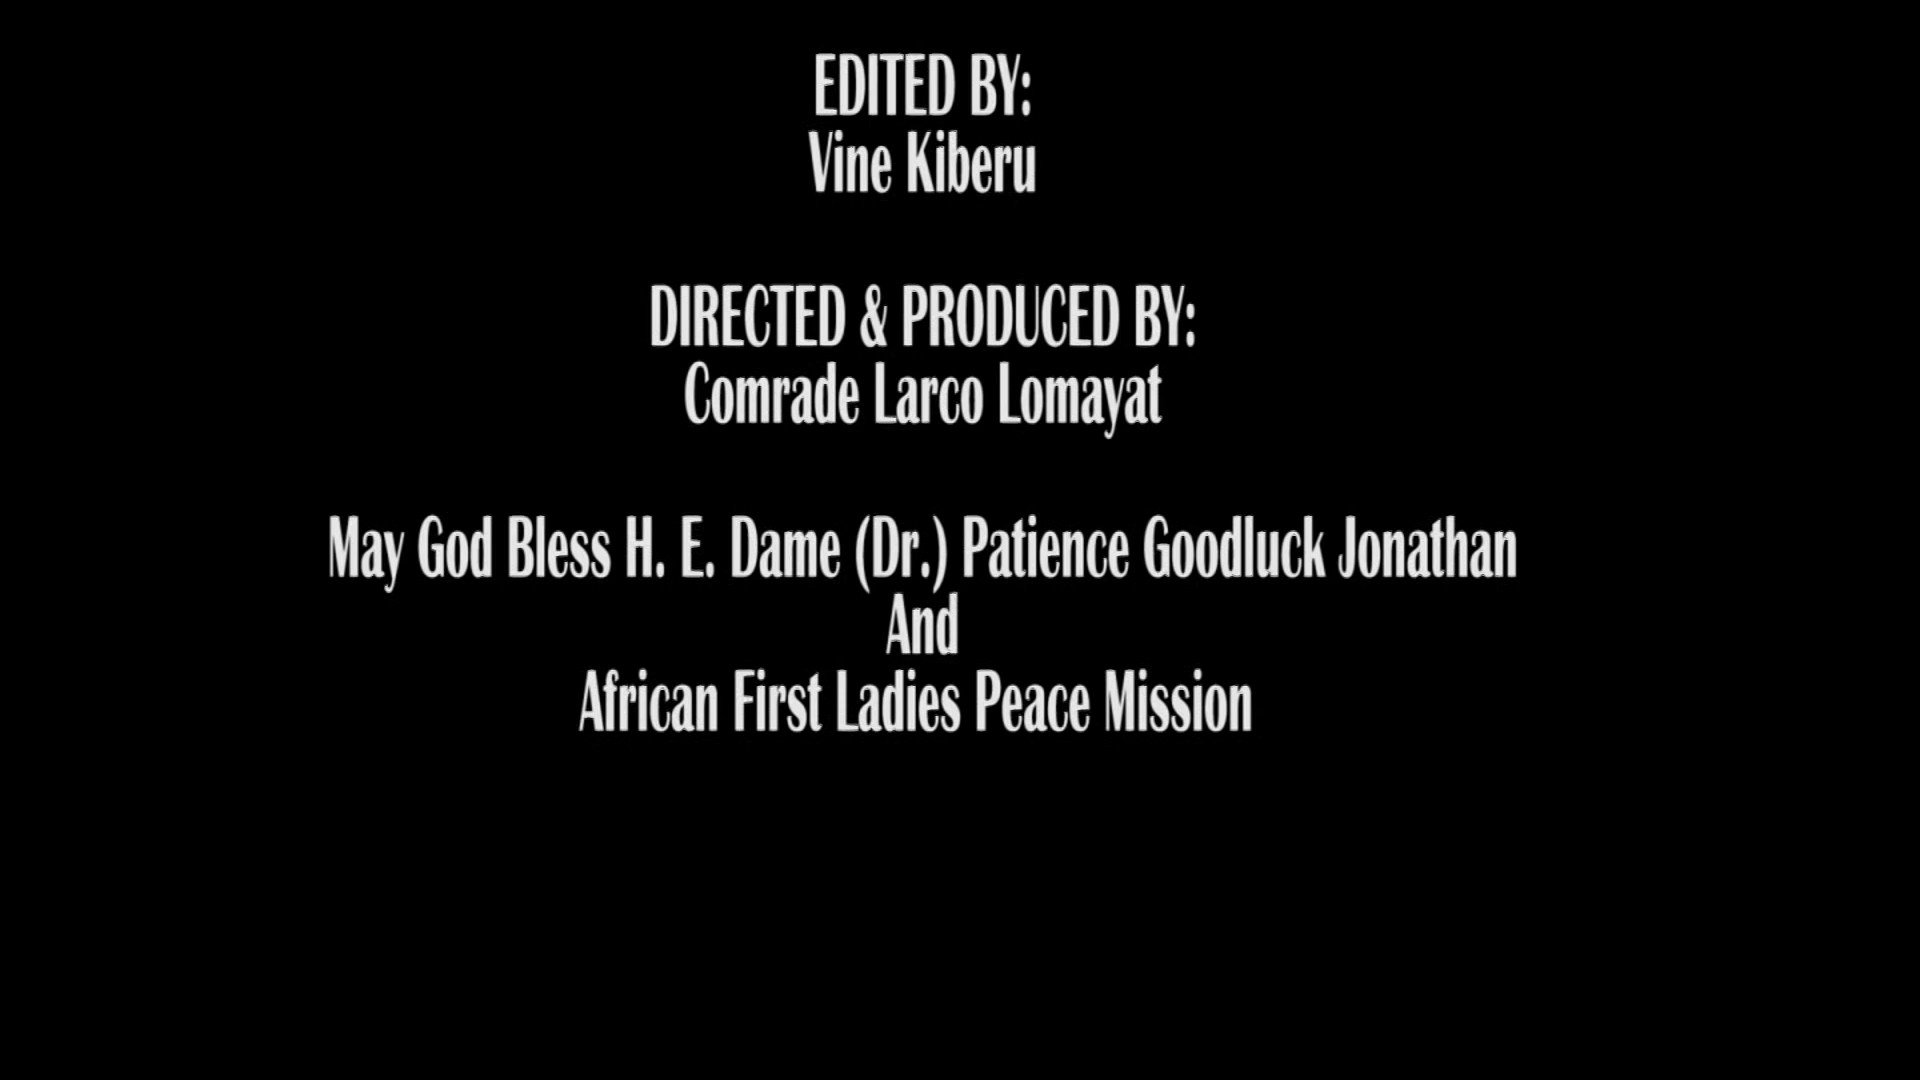 EDITED BY:
Vine Kiberu
DIRECTED & PRODUCED BY:
Comrade Larco Lomayat
May God Bless H. E. Dame (Dr.) Patience Goodluck Jonathan
And
African First Ladies Peace Mission